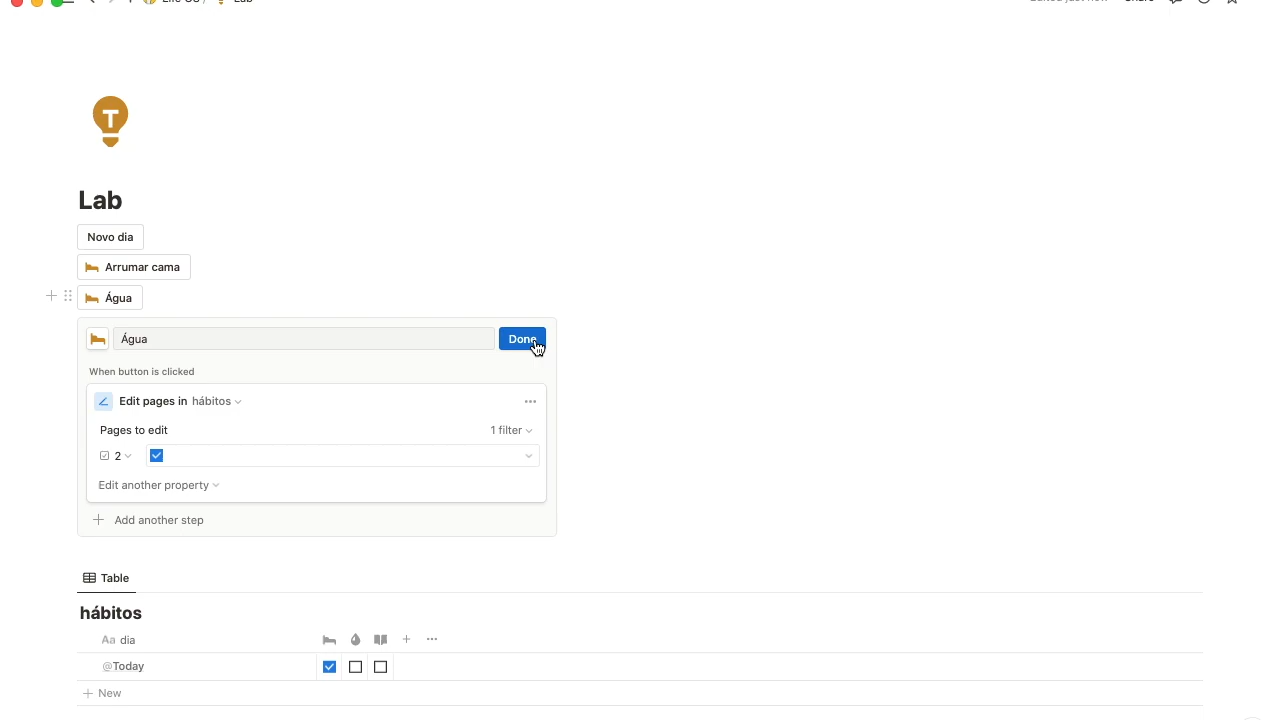 Lab
Novo dia
Arrumar cama
Água
Água
Done
When button is clicked
Edit pages in hábitos
Pages to edit
1 filter
2
Edit another property
Add another step
Table
hábitos
Aa dia
@Today
New